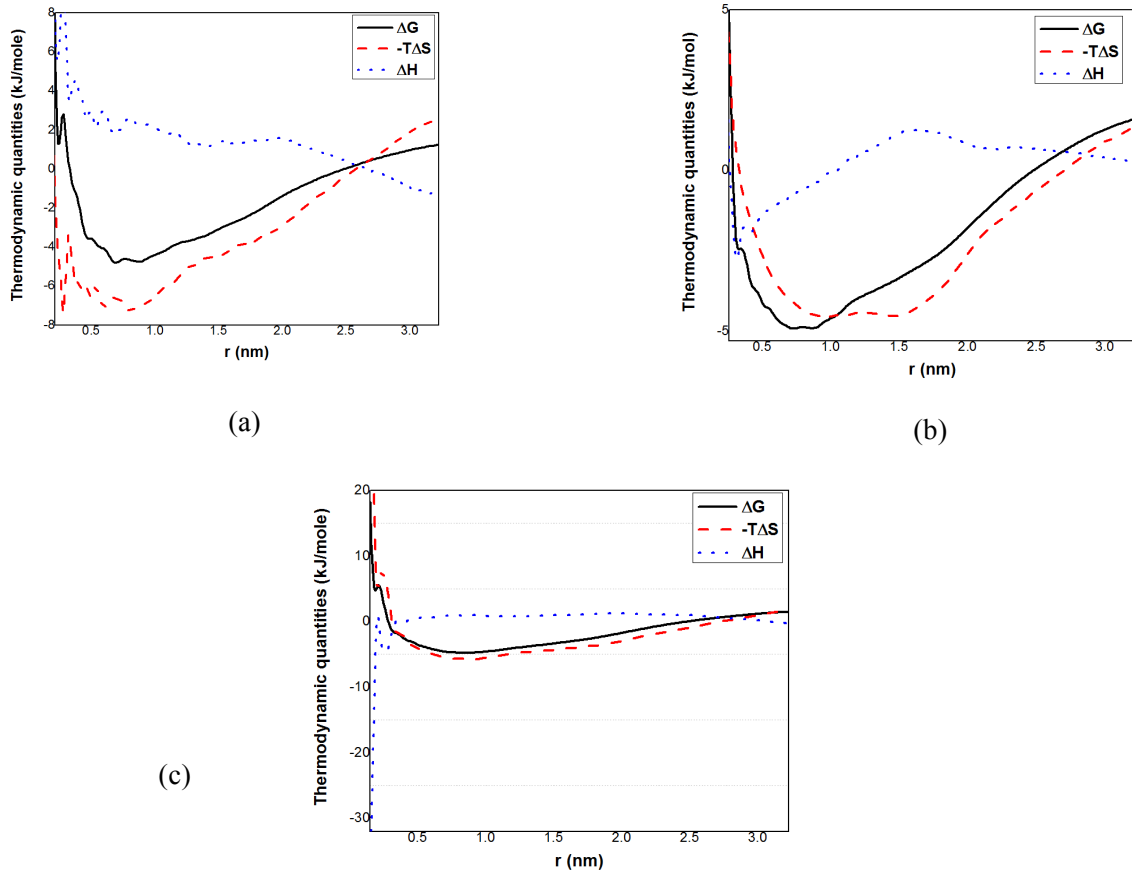 Thermodynamic quantities (kJ/mole)
8
6
4
2
0
-2
-4
-6
-8
0.5 1.0 1.5 2.0 2.5 3.0
r (nm)
ΔG
-TΔS
ΔH
(a)
Thermodynamic quantities (kJ/mol)
5
0
-5
0.5 1.0 1.5 2.0 2.5 3.0
r (nm)
ΔG
-TΔS
ΔH
(b)
Thermodynamic quantities (kJ/mole)
20
10
0
-10
-20
-30
0.5 1.0 1.5 2.0 2.5 3.0
r (nm)
ΔG
-TΔS
ΔH
(c)